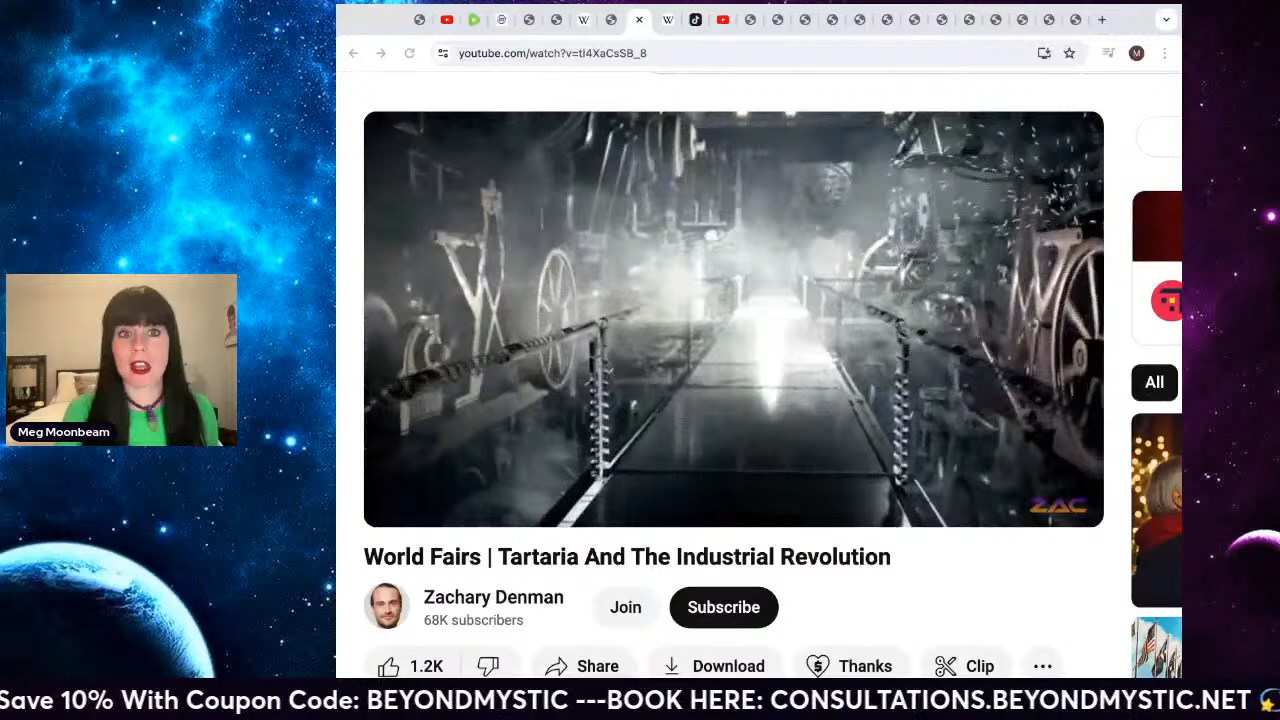 youtube.com/watch?v=tI4XaCsSB_8
M
Meg Moonbeam
ZAC
All
World Fairs | Tartaria And The Industrial Revolution
Zachary Denman
68K subscribers
Join
Subscribe
1.2K
Share
Download
Thanks
Clip
Save 10% With Coupon Code: BEYONDMYSTIC ---BOOK HERE: CONSULTATIONS.BEYONDMYSTIC.NET